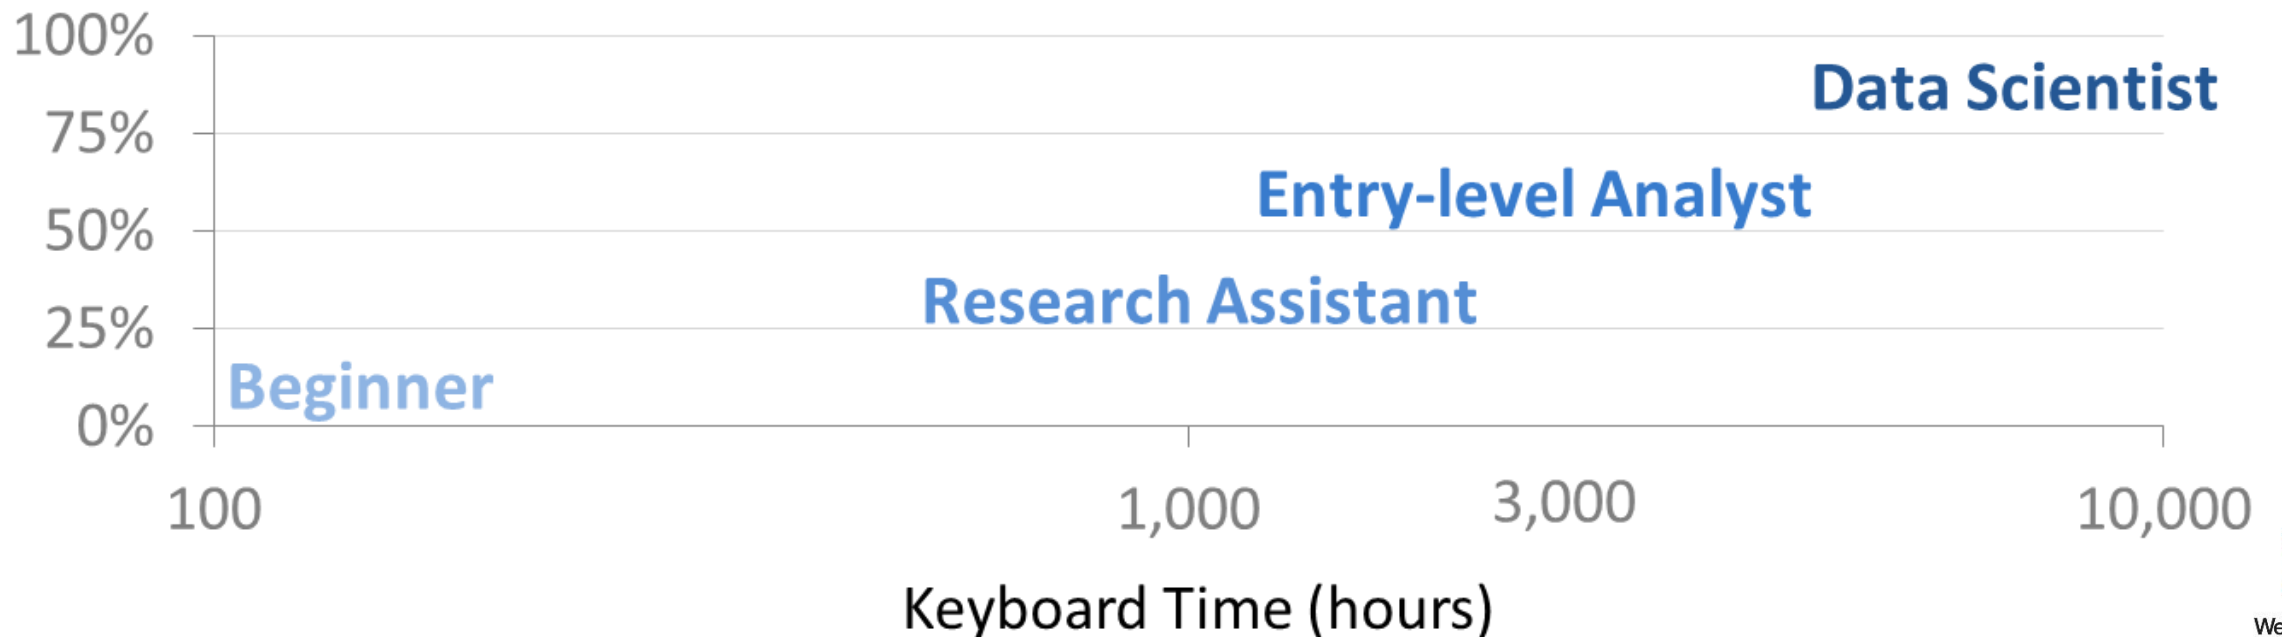 100%
Data Scientist
75%
Entry-level Analyst
50%
Research Assistant
25%
Beginner
0%
100 1,000 3,000 10,000
Keyboard Time (hours)
We